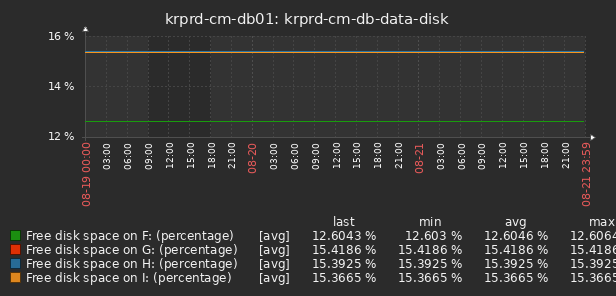 krprd-cm-db01: krprd-cm-db-data-disk
16 %
14 %
12 %
08-19 00:00 03:00 06:00 09:00 12:00 15:00 18:00 21:00 08-20 03:00 06:00 09:00 12:00 15:00 18:00 21:00 08-21 03:00 06:00 09:00 12:00 15:00 18:00 21:00 08-21 23:59
last min avg max
Free disk space on F: (percentage) [avg] 12.6043 % 12.603 % 12.6046 % 12.6064
Free disk space on G: (percentage) [avg] 15.4186 % 15.4186 % 15.4186 % 15.4186
Free disk space on H: (percentage) [avg] 15.3925 % 15.3925 % 15.3925 % 15.3925
Free disk space on I: (percentage) [avg] 15.3665 % 15.3665 % 15.3665 % 15.3665